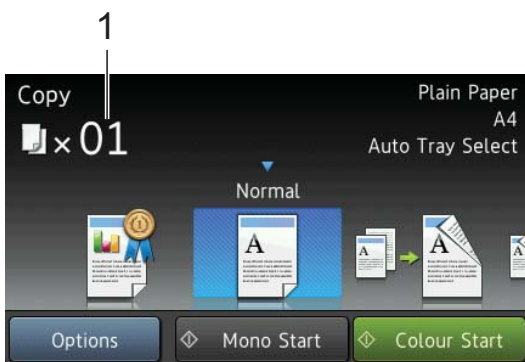 1
Copy
Plain Paper
×01
A4
Auto Tray Select
Normal
A
A
A
Options
Mono Start
Colour Start